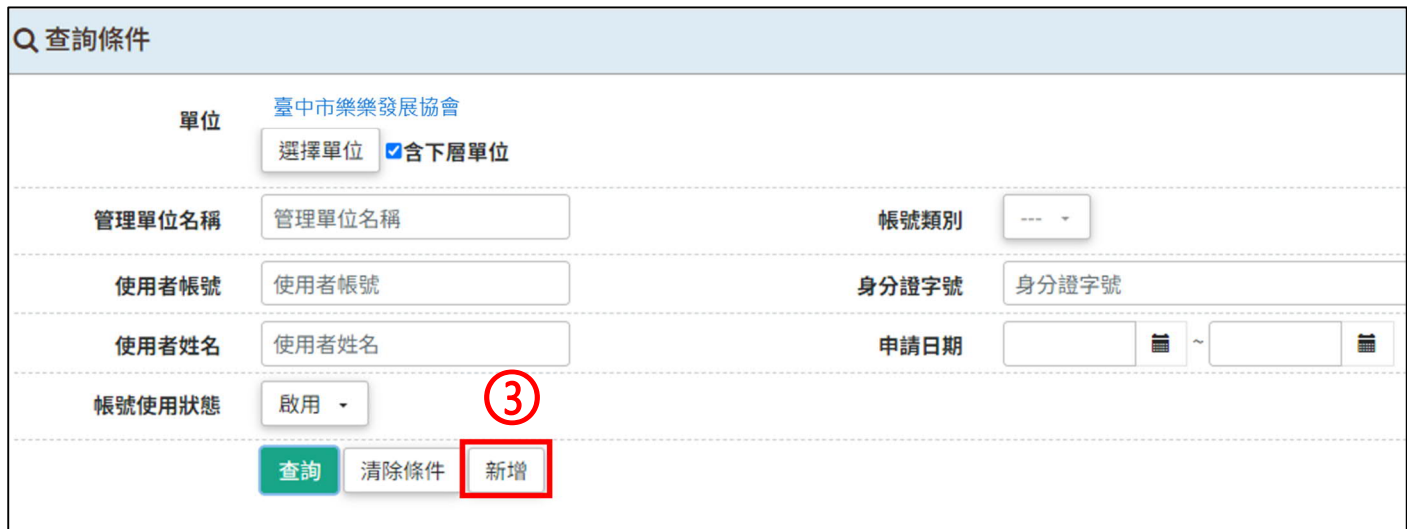 查詢條件
單位
臺中市樂樂發展協會
選擇單位 含下層單位
管理單位名稱 管理單位名稱 帳號類別 ---
使用者帳號 使用者帳號 身分證字號 身分證字號
使用者姓名 使用者姓名 申請日期 ~
帳號使用狀態 啟用
③
查詢 清除條件 新增